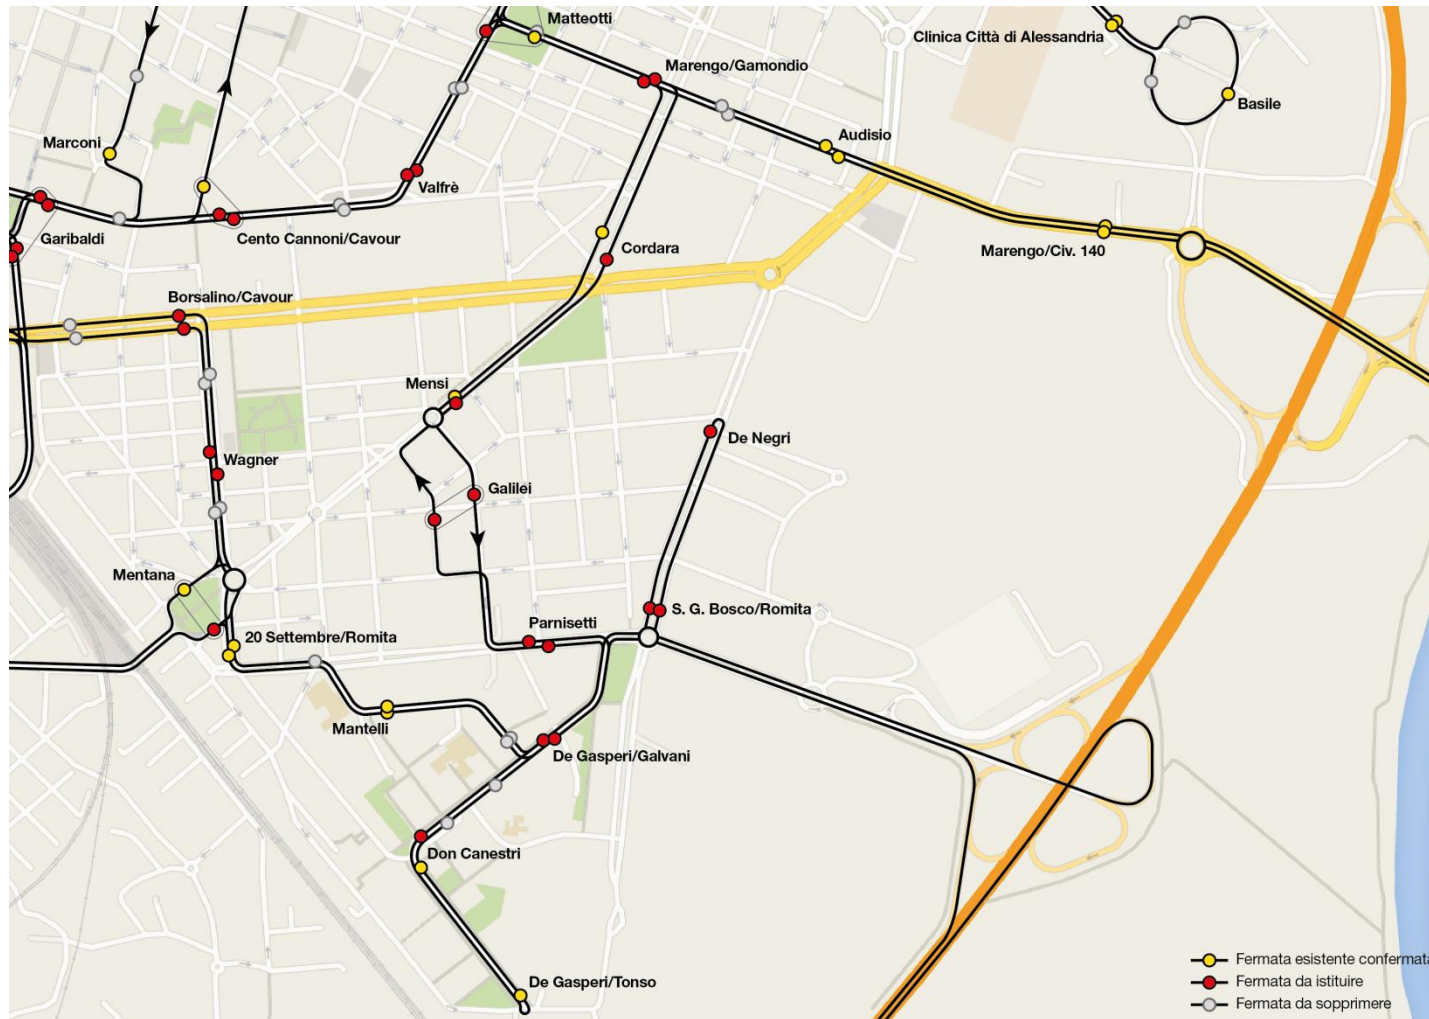 Matteotti
Clinica Città di Alessandria
Marengo/Gamondio
Basile
Audisio
Marconi
Valfrè
Garibaldi
Cento Cannoni/Cavour
Cordara
Marengo/Civ. 140
Borsalino/Cavour
Mensi
De Negri
Wagner
Galilei
Mentana
S. G. Bosco/Romita
Parnisetti
20 Settembre/Romita
Mantelli
De Gasperi/Galvani
Don Canestri
De Gasperi/Tonso
Fermata esistente confermata
Fermata da istituire
Fermata da sopprimere